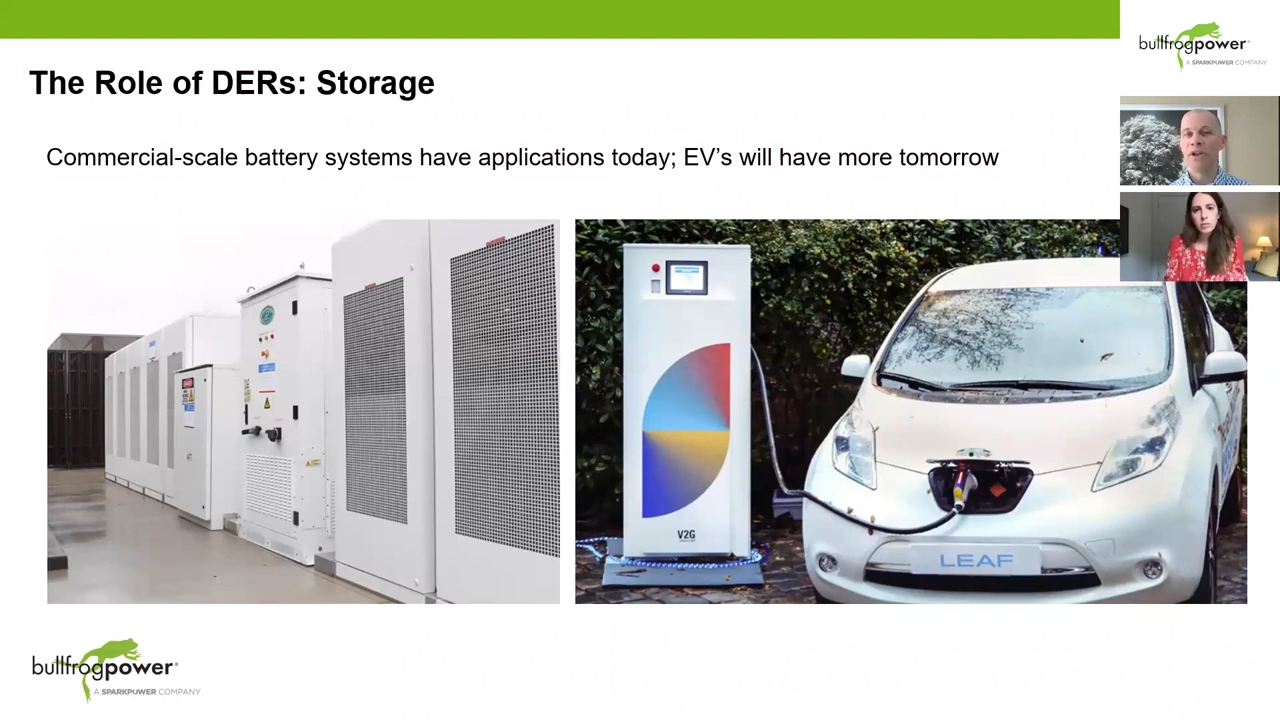 bullfrogpower
A SPARKPOWER COMPANY
The Role of DERs: Storage
Commercial-scale battery systems have applications today; EV's will have more tomorrow
V2G
LEAF
bullfrogpower
A SPARKPOWER COMPANY